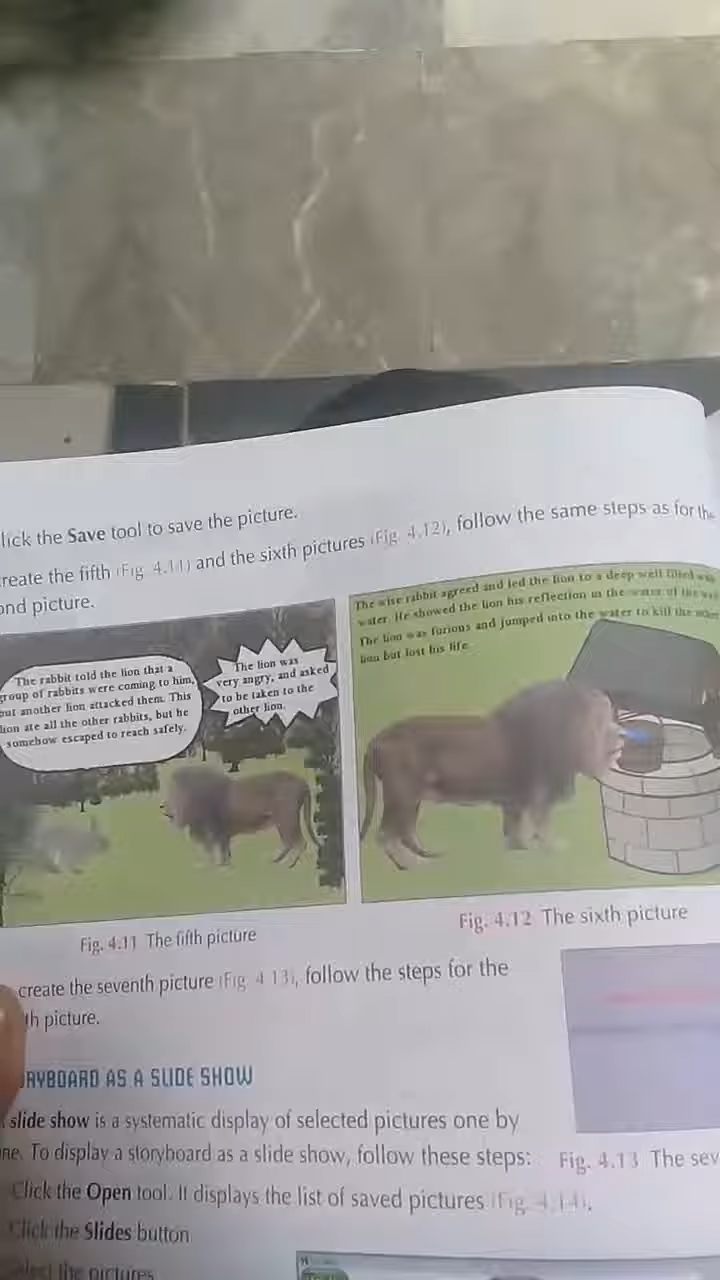 lick the Save tool to save the picture.
reate the fifth (Fig. 4.11) and the sixth pictures (Fig. 4.12), follow the same steps as for the
ond picture.
The rabbit told the lion that a
group of rabbits were coming to him,
but another lion attacked them. This
lion ate all the other rabbits, but he
somehow escaped to reach safely.
The lion was
very angry, and asked
to be taken to the
other lion.
The wise rabbit agreed and led the lion to a deep well filled
water. He showed the lion his reflection in the water of the
The lion was furious and jumped into the water to kill the
lion but lost his life.
Fig. 4.11 The fifth picture
Fig. 4.12 The sixth picture
create the seventh picture (Fig 4.13), follow the steps for the
th picture.
RYBOARD AS A SLIDE SHOW
slide show is a systematic display of selected pictures one by
ne. To display a storyboard as a slide show, follow these steps:
Fig. 4.13 The sev
Click the Open tool. It displays the list of saved pictures (Fig. 4.14).
Click the Slides button
elect the pictures